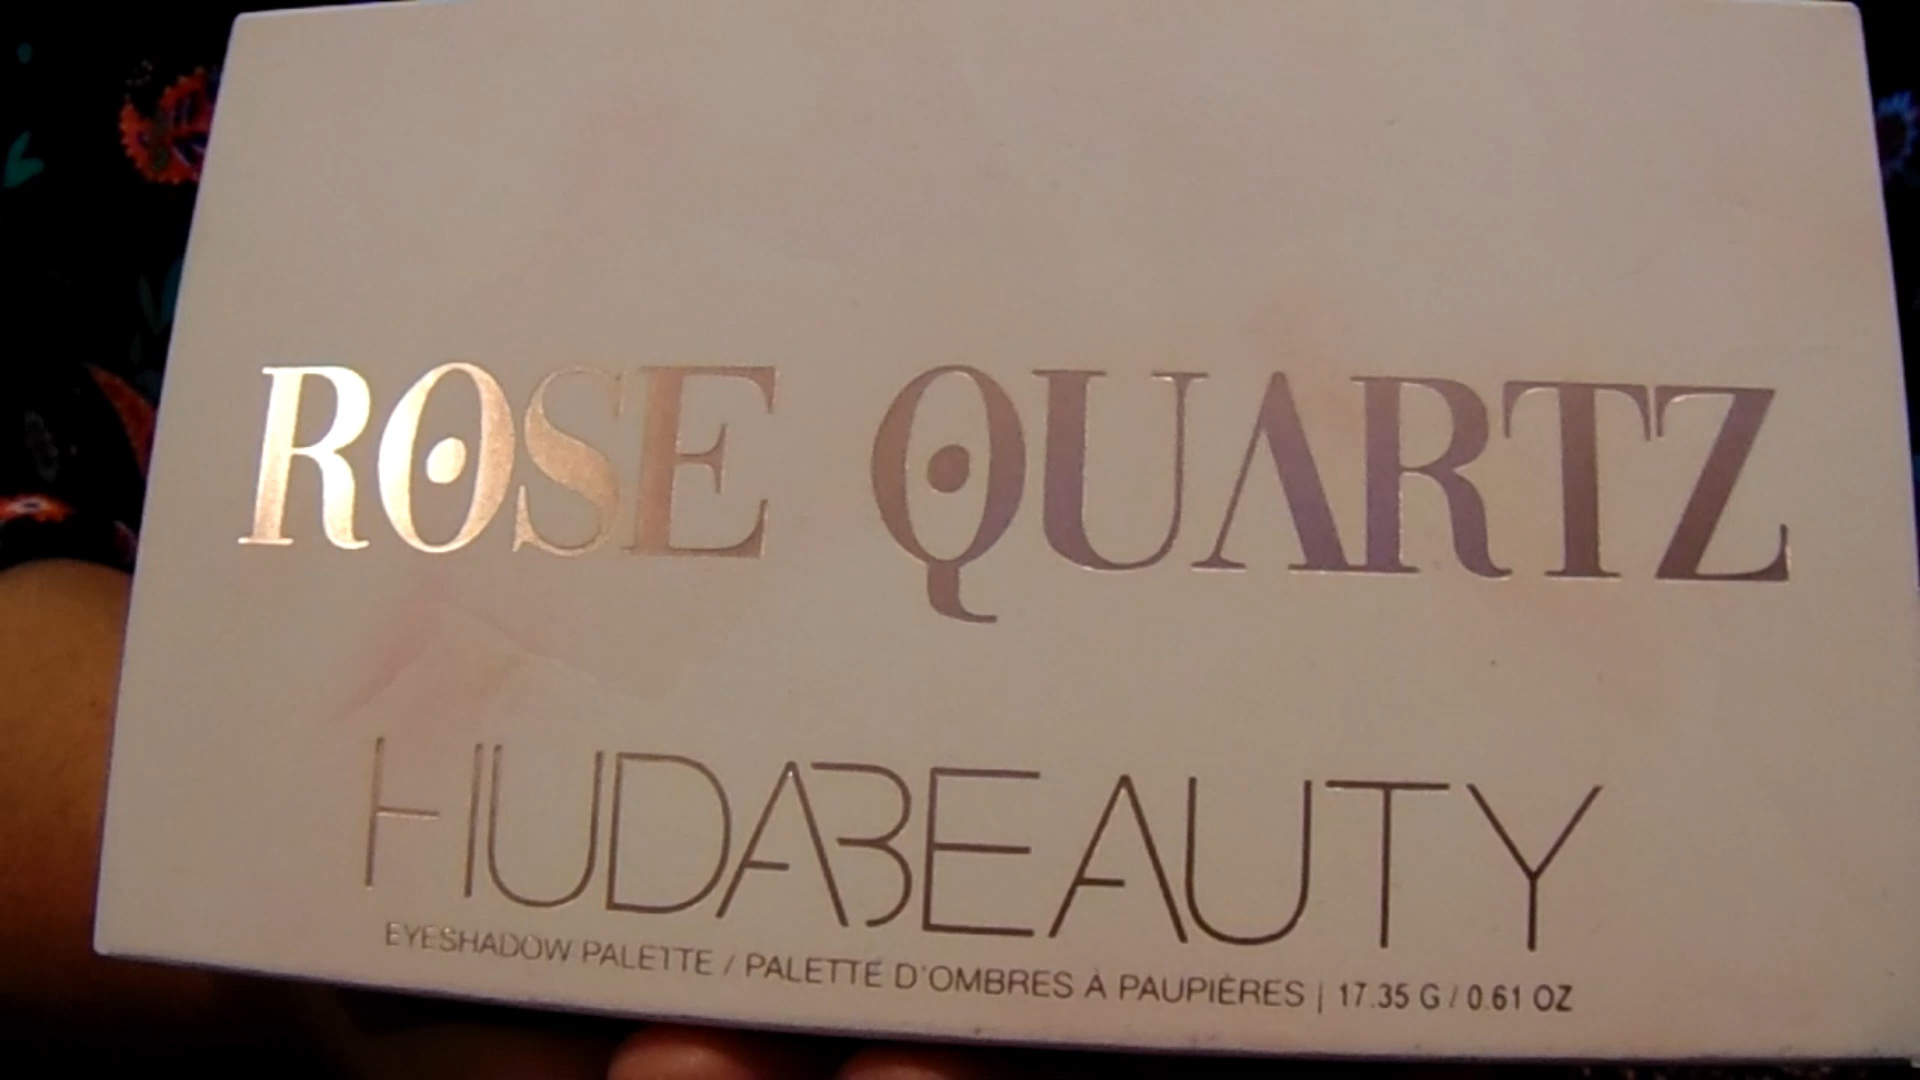 ROSE QUARTZ
HUDABEAUTY
EYESHADOW PALETTE / PALETTE D'OMBRES À PAUPIÈRES | 17.35 G / 0.61 OZ